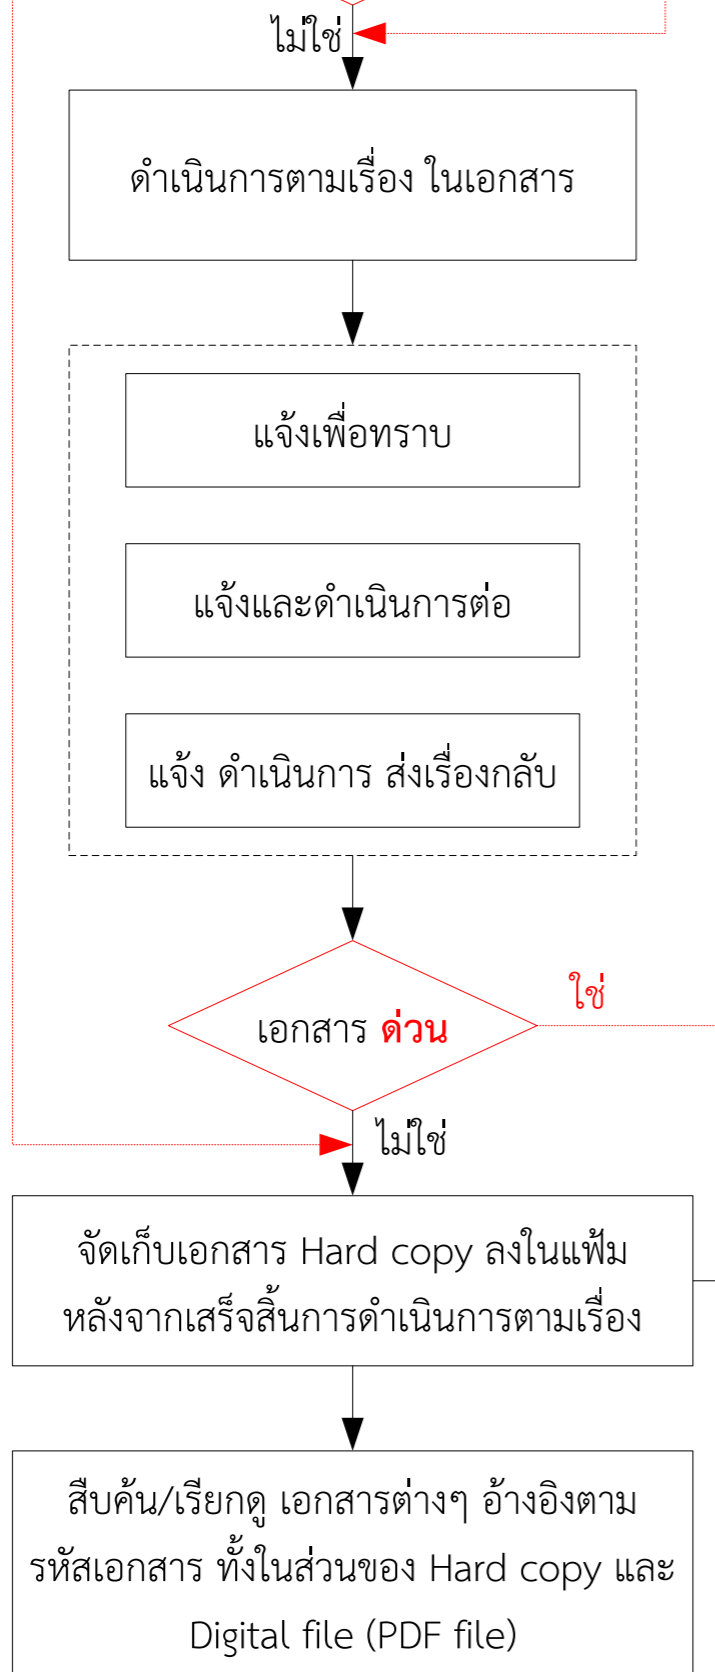 ไม่ใช่
ดำเนินการตามเรื่อง ในเอกสาร
แจ้งเพื่อทราบ
แจ้งและดำเนินการต่อ
แจ้ง ดำเนินการ ส่งเรื่องกลับ
ใช่
เอกสาร ด่วน
ไม่ใช่
จัดเก็บเอกสาร Hard copy ลงในแฟ้ม
หลังจากเสร็จสิ้นการดำเนินการตามเรื่อง
สืบค้น/เรียกดู เอกสารต่างๆ อ้างอิงตาม
รหัสเอกสาร ทั้งในส่วนของ Hard copy และ
Digital file (PDF file)